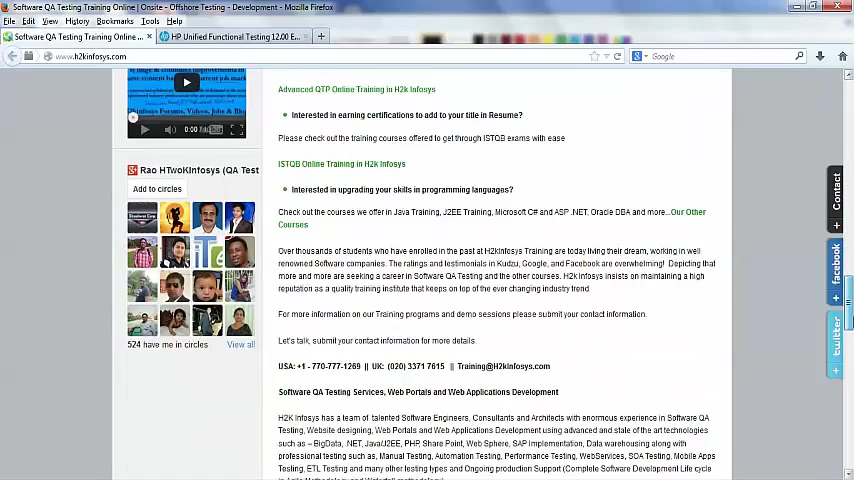 Software QA Testing Training Online | Onsite - Offshore Testing - Development - Mozilla Firefox
File Edit View History Bookmarks Tools Help
Software QA Testing Training Online ... × HP Unified Functional Testing 12.00 E... × +
www.h2kinfosys.com
Google
Advanced QTP Online Training in H2k Infosys
Interested in earning certifications to add to your title in Resume?
0:00
Please check out the training courses offered to get through ISTQB exams with ease
ISTQB Online Training in H2k Infosys
Rao HTwoKInfosys (QA Test
Add to circles
Interested in upgrading your skills in programming languages?
Check out the courses we offer in Java Training, J2EE Training, Microsoft C# and ASP .NET, Oracle DBA and more...Our Other
Courses
Over thousands of students who have enrolled in the past at H2kInfosys Training are today living their dream, working in well
renowned Software companies. The ratings and testimonials in Kudzu, Google, and Facebook are overwhelming! Depicting that
more and more are seeking a career in Software QA Testing and the other courses. H2k Infosys insists on maintaining a high
reputation as a quality training institute that keeps on top of the ever changing industry trend.
For more information on our Training programs and demo sessions please submit your contact information.
524 have me in circles View all
Let's talk, submit your contact information for more details.
USA: +1 - 770-777-1269 || UK: (020) 3371 7615 || Training@H2kInfosys.com
Software QA Testing Services, Web Portals and Web Applications Development
H2K Infosys has a team of talented Software Engineers, Consultants and Architects with enormous experience in Software QA
Testing, Website designing, Web Portals and Web Applications Development using advanced and state of the art technologies
such as – BigData, .NET, Java/J2EE, PHP, Share Point, Web Sphere, SAP implementation, Data warehousing along with
professional testing such as, Manual Testing, Automation Testing, Performance Testing, WebServices, SOA Testing, Mobile Apps
Testing, ETL Testing and many other testing types and Ongoing production Support (Complete Software Development Life cycle
Contact
facebook
twitter